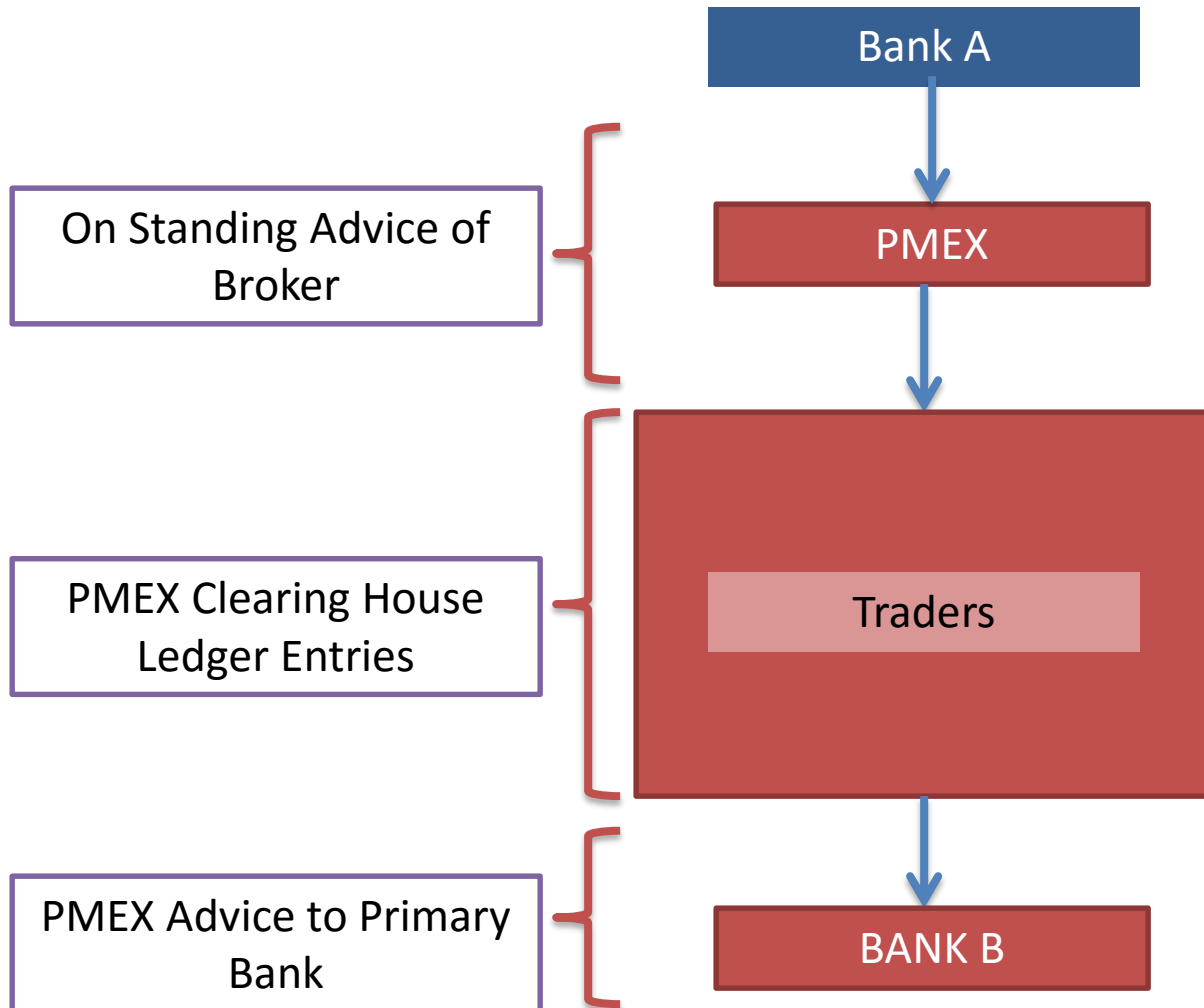 Bank A
On Standing Advice of
Broker
PMEX
PMEX Clearing House
Ledger Entries
Traders
PMEX Advice to Primary
Bank
BANK B